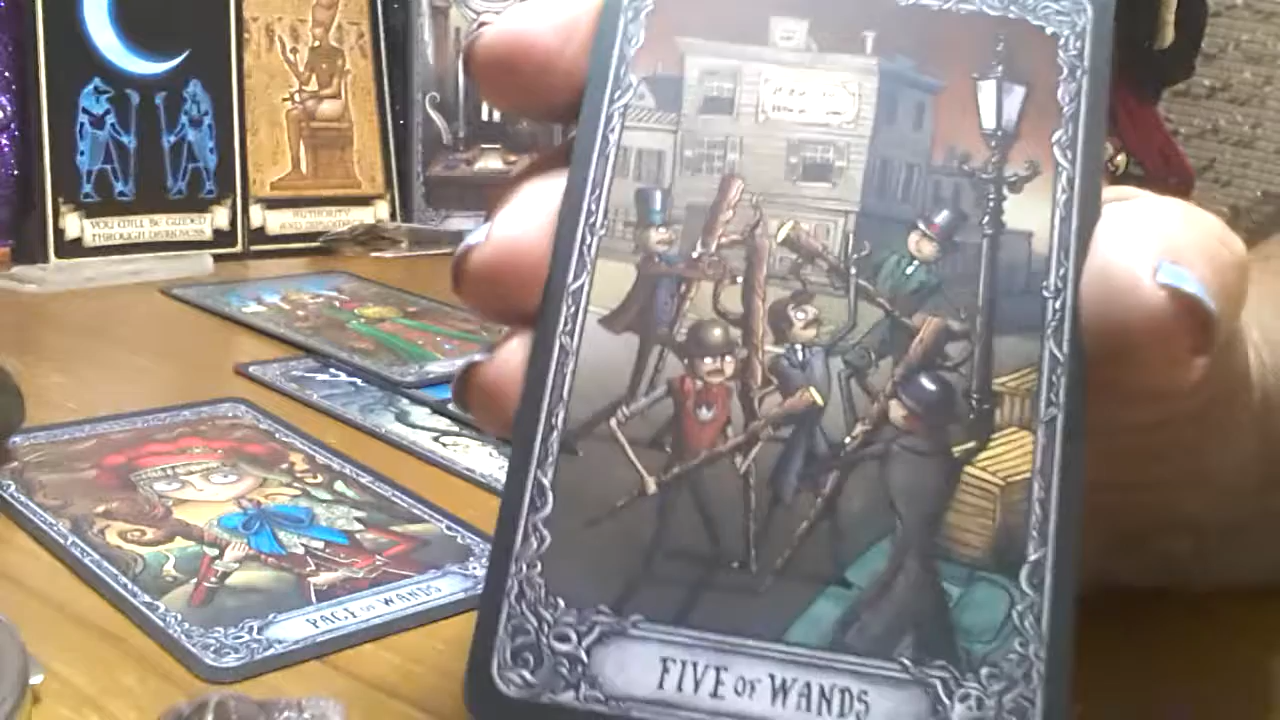 YOU WILL BE GUIDED
THROUGH DARKNESS
AUTHORITY
PAGE OF WANDS
FIVE OF WANDS